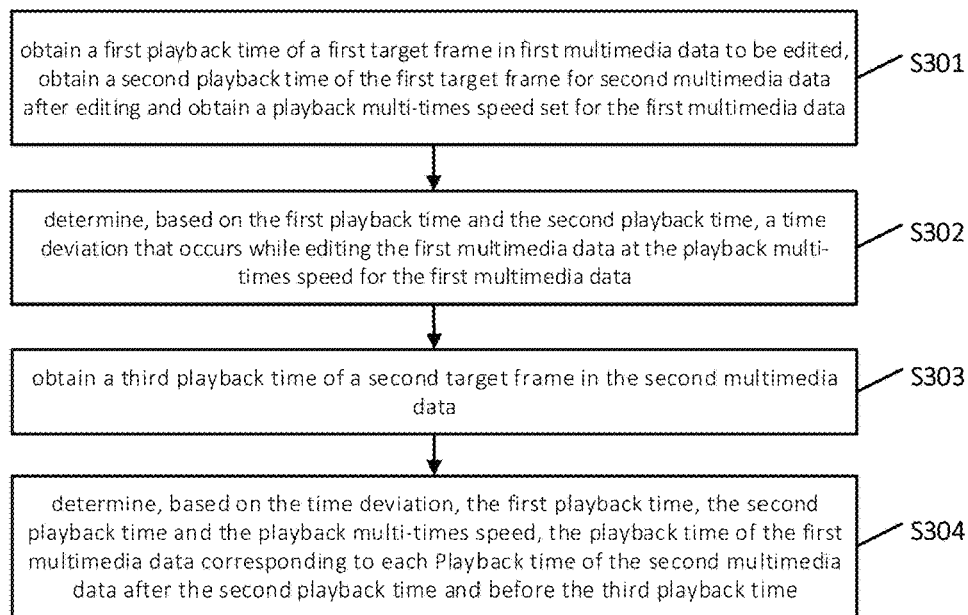 obtain a first playback time of a first target frame in first multimedia data to be edited,
obtain a second playback time of the first target frame for second multimedia data
after editing and obtain a playback multi-times speed set for the first multimedia data
S301
determine, based on the first playback time and the second playback time, a time
deviation that occurs while editing the first multimedia data at the playback multi-
times speed for the first multimedia data
S302
obtain a third playback time of a second target frame in the second multimedia
data
S303
determine, based on the time deviation, the first playback time, the second
playback time and the playback multi-times speed, the playback time of the first
multimedia data corresponding to each Playback time of the second multimedia
data after the second playback time and before the third playback time
S304